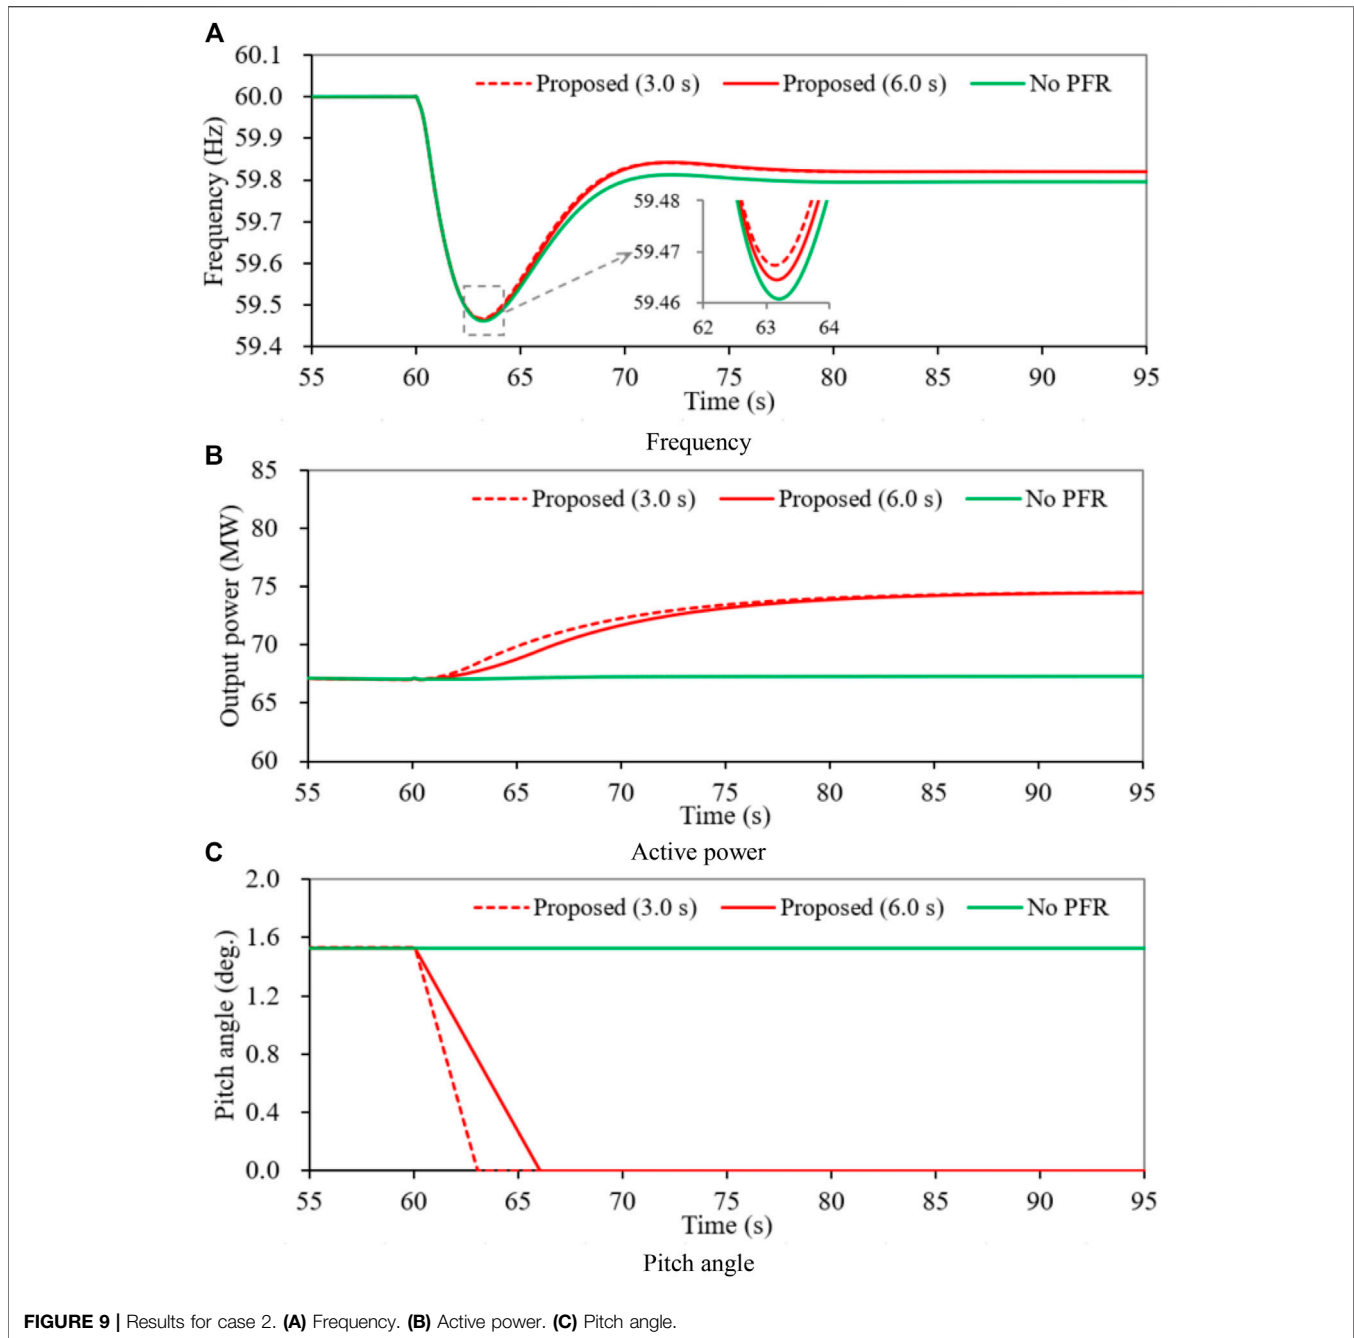 A
60.1
Proposed (3.0 s) Proposed (6.0 s) No PFR
60.0
59.9
59.8
59.7
59.6
59.5
59.4
Frequency (Hz)
59.48
59.47
59.46
62 63 64
55 60 65 70 75 80 85 90 95
Time (s)
Frequency
B
85
Proposed (3.0 s) Proposed (6.0 s) No PFR
80
75
70
65
60
Output power (MW)
55 60 65 70 75 80 85 90 95
Time (s)
Active power
C
2.0
Proposed (3.0 s) Proposed (6.0 s) No PFR
1.6
1.2
0.8
0.4
0.0
Pitch angle (deg.)
55 60 65 70 75 80 85 90 95
Time (s)
Pitch angle
FIGURE 9 | Results for case 2. (A) Frequency. (B) Active power. (C) Pitch angle.